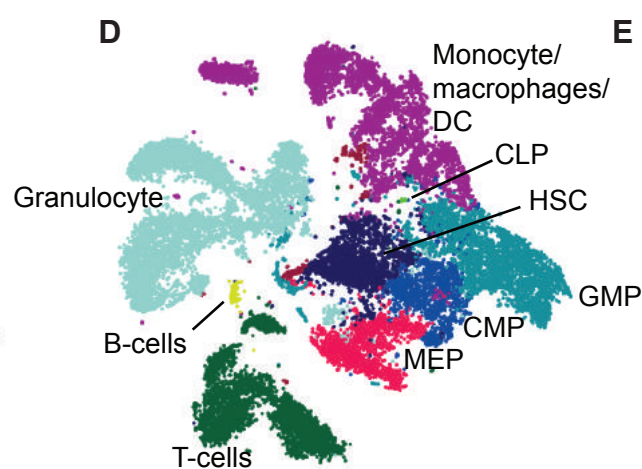 D
E
Monocyte/
macrophages/
DC
CLP
Granulocyte
HSC
GMP
B-cells
CMP
MEP
T-cells